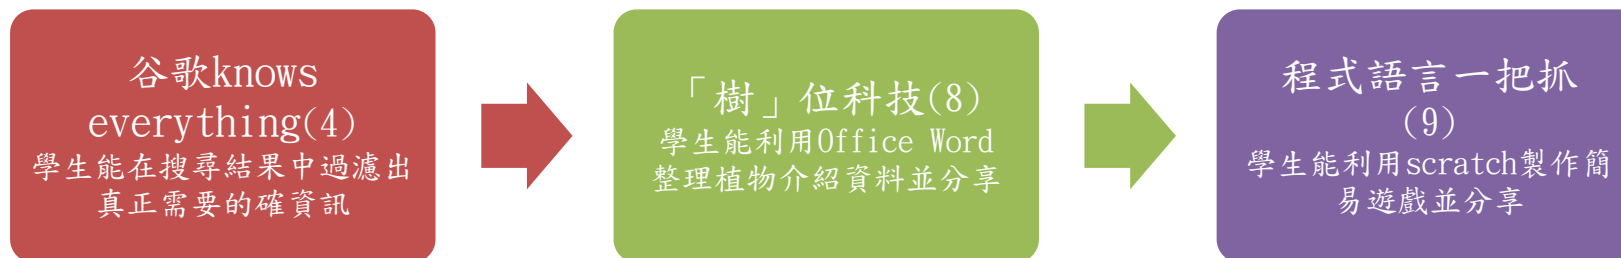 谷歌knows
everything(4)
學生能在搜尋結果中過濾出
真正需要的確資訊
「樹」位科技(8)
學生能利用Office Word
整理植物介紹資料並分享
程式語言一把抓
(9)
學生能利用scratch製作簡
易遊戲並分享